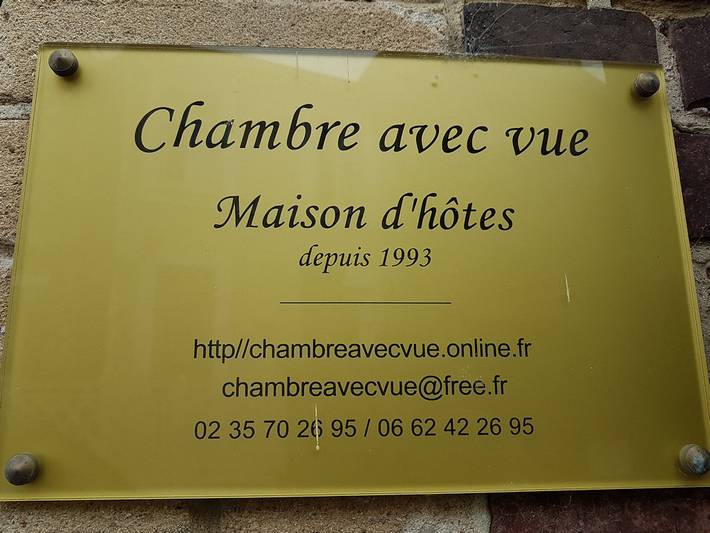 Chambre avec vue
Maison d'hôtes
depuis 1993
http//chambreavecvue.online.fr
chambreavecvue@free.fr
02 35 70 26 95 / 06 62 42 26 95